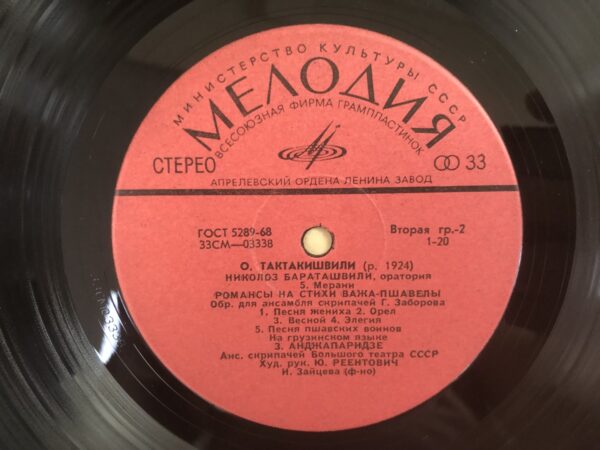 МИНИСТЕРСТВО КУЛЬТУРЫ СССР
МЕЛОДИЯ
ВСЕСОЮЗНАЯ ФИРМА ГРАМПЛАСТИНОК
СТЕРЕО
33
АПРЕЛЕВСКИЙ ОРДЕНА ЛЕНИНА ЗАВОД
ГОСТ 5289-68 Вторая гр.-2
33СМ—03338 1-20
О. ТАКТАКИШВИЛИ (р. 1924)
НИКОЛОЗ БАРАТАШВИЛИ, оратория
5. Мерани
РОМАНСЫ НА СТИХИ ВАЖА-ПШАВЕЛЫ
Обр. для ансамбля скрипачей Г. Заборова
1. Песня жениха 2. Орел
3. Весной 4. Элегия
5. Песня пшавских воинов
На грузинском языке
З. АНДЖАПАРИДЗЕ
Анс. скрипачей Большого театра СССР
Худ. рук. Ю. РЕЕНТОВИЧ
И. Зайцева (ф-но)